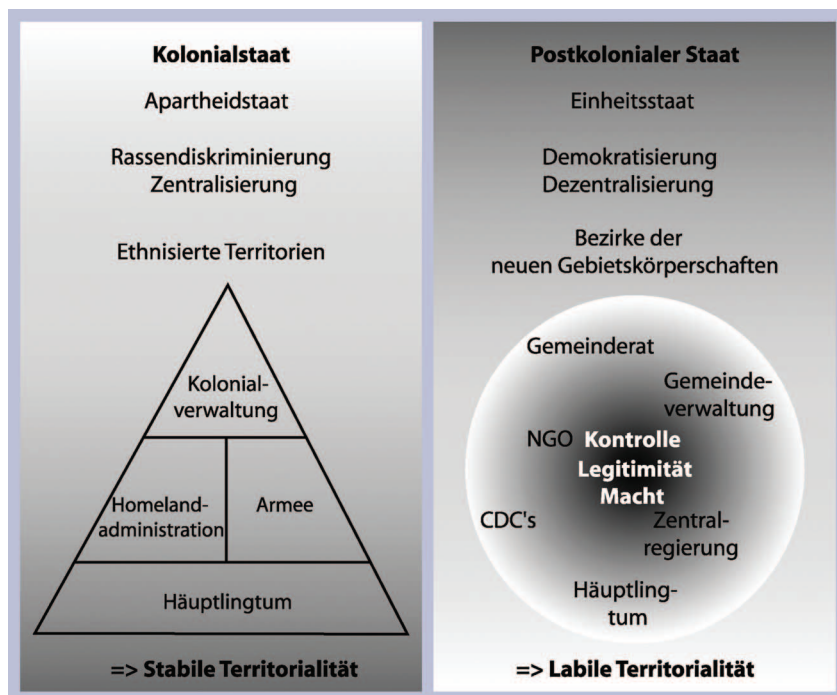 Kolonialstaat
Apartheidstaat
Rassendiskriminierung
Zentralisierung
Ethnisierte Territorien
Kolonial-
verwaltung
Homeland-
administration
Armee
Häuptlingtum
=> Stabile Territorialität
Postkolonialer Staat
Einheitsstaat
Demokratisierung
Dezentralisierung
Bezirke der
neuen Gebietskörperschaften
Gemeinderat
Gemeinde-
verwaltung
NGO
Kontrolle
Legitimität
Macht
CDC's
Zentral-
regierung
Häuptling-
tum
=> Labile Territorialität